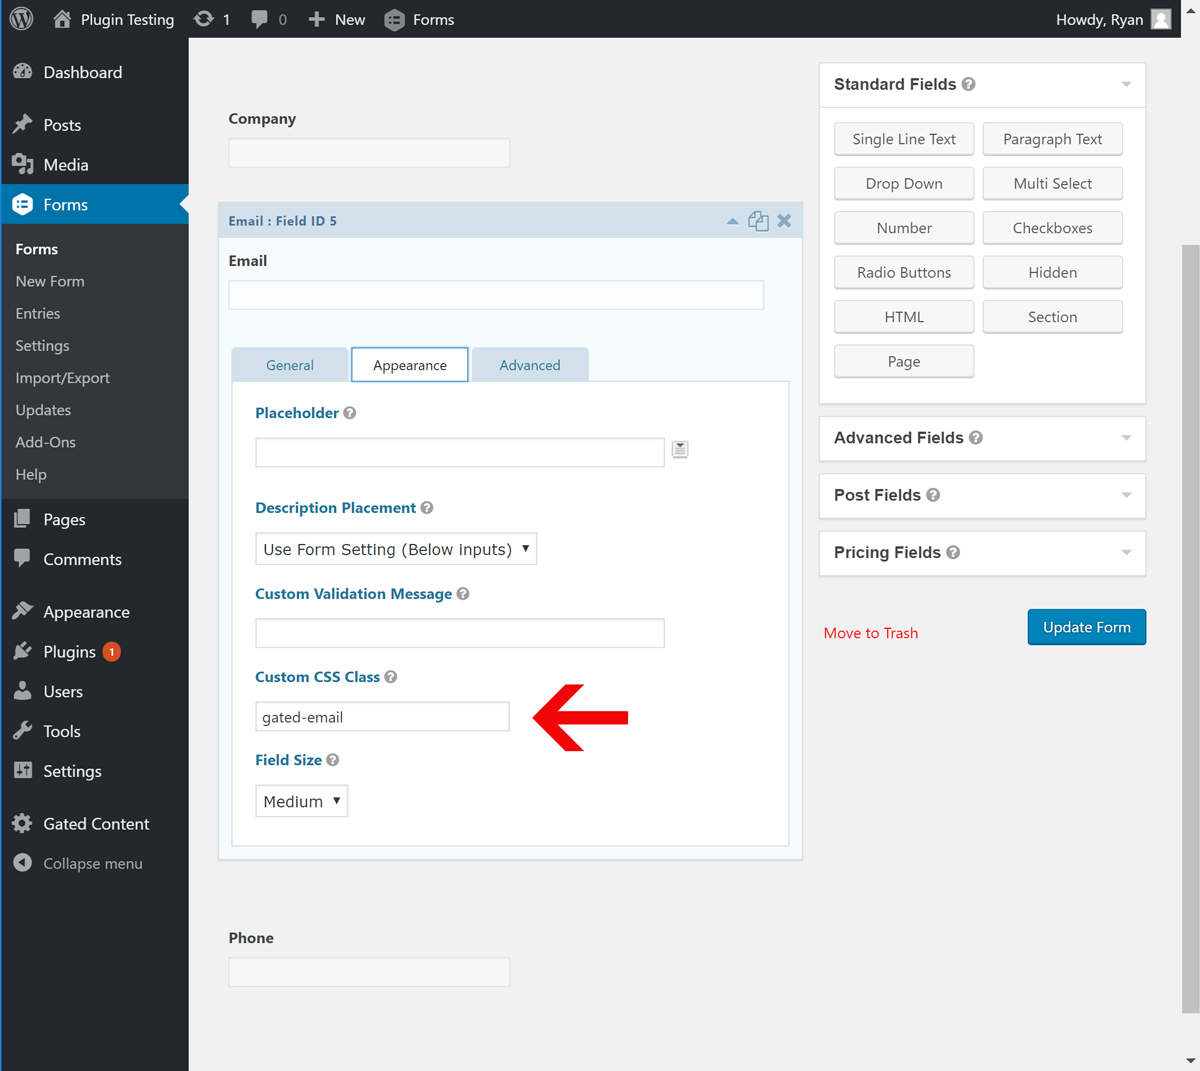 Plugin Testing 1 0 New Forms Howdy, Ryan
Dashboard
Posts
Media
Forms
Forms
New Form
Entries
Settings
Import/Export
Updates
Add-Ons
Help
Pages
Comments
Appearance
Plugins 1
Users
Tools
Settings
Gated Content
Collapse menu
Company
Email : Field ID 5
Email
General Appearance Advanced
Placeholder ?
Description Placement ?
Use Form Setting (Below inputs)
Custom Validation Message ?
Custom CSS Class ?
gated-email
Field Size ?
Medium
Phone
Standard Fields ?
Single Line Text Paragraph Text
Drop Down Multi Select
Number Checkboxes
Radio Buttons Hidden
HTML Section
Page
Advanced Fields ?
Post Fields ?
Pricing Fields ?
Move to Trash Update Form